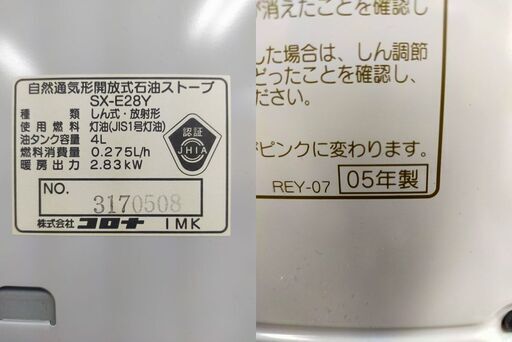 自然通気形開放式石油ストーブ
SX-E28Y
種 類 しん式・放射形
使用燃料 灯油(JIS1号灯油)
油タンク容量 4L
燃料消費量 0.275L/h
暖房出力 2.83kW
認証
JHIA
NO.
3170508
株式会社 コロナ IMK
消えたことを確認し
した場合は、しん調節
どったことを確認し
ださい。
ピンクに変わります。
REY-07 05年製